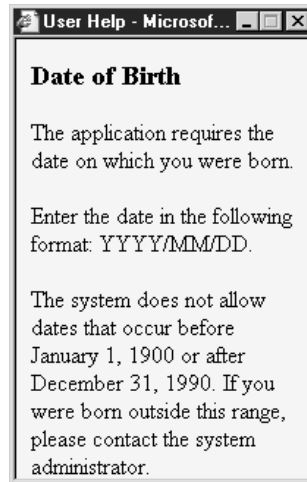 User Help - Microsof...
Date of Birth
The application requires the
date on which you were born.
Enter the date in the following
format: YYYY/MM/DD.
The system does not allow
dates that occur before
January 1, 1900 or after
December 31, 1990. If you
were born outside this range,
please contact the system
administrator.